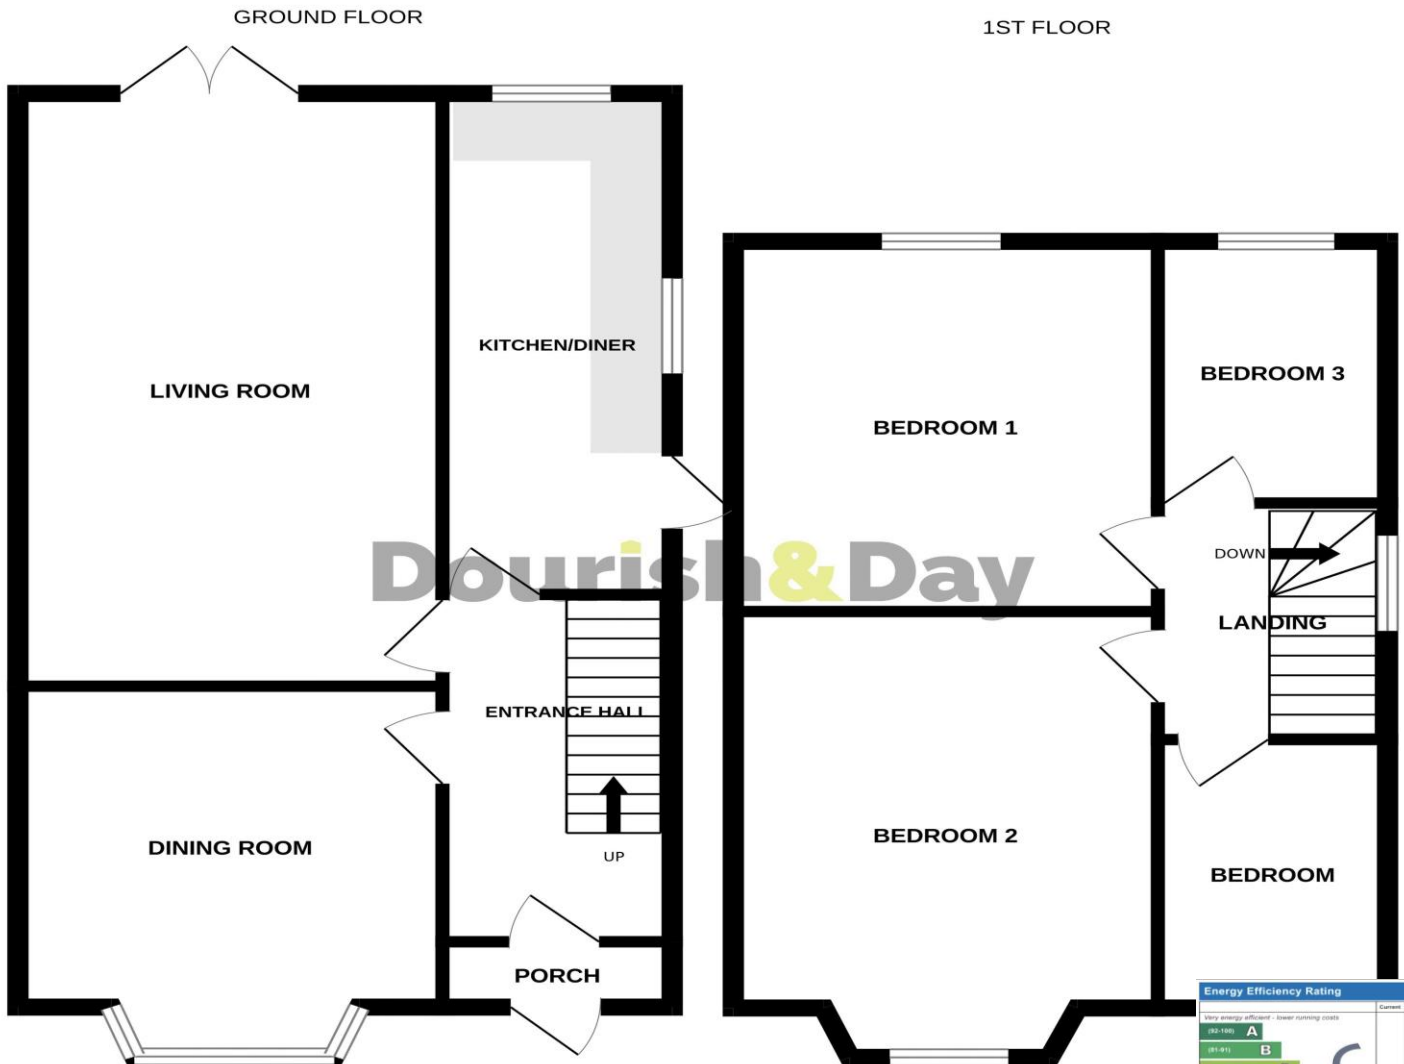 GROUND FLOOR
1ST FLOOR
KITCHEN/DINER
LIVING ROOM
BEDROOM 3
BEDROOM 1
DOWN
Dourish&Day
LANDING
ENTRANCE HALL
DINING ROOM
BEDROOM 2
UP
BEDROOM
PORCH
Energy Efficiency Rating
Current
Very energy efficient - lower running costs
(92-100) A
(81-91) B